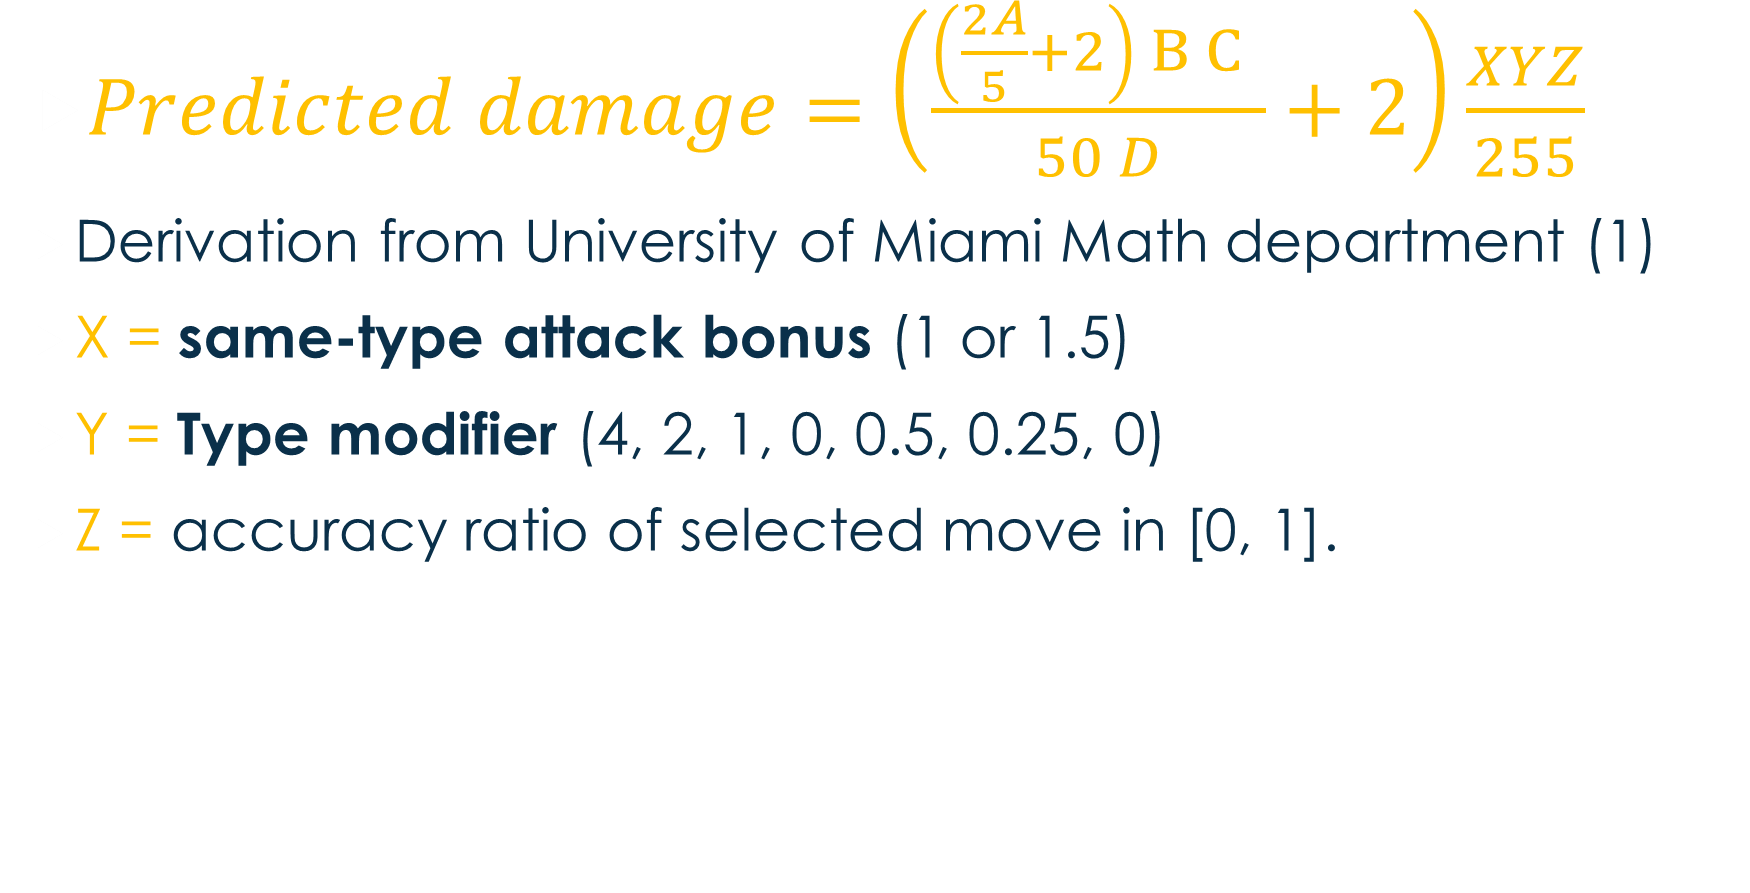 Predicted damage = (((2A/5+2) B C)/(50 D) + 2) XYZ/255
Derivation from University of Miami Math department (1)
X = same-type attack bonus (1 or 1.5)
Y = Type modifier (4, 2, 1, 0, 0.5, 0.25, 0)
Z = accuracy ratio of selected move in [0, 1].